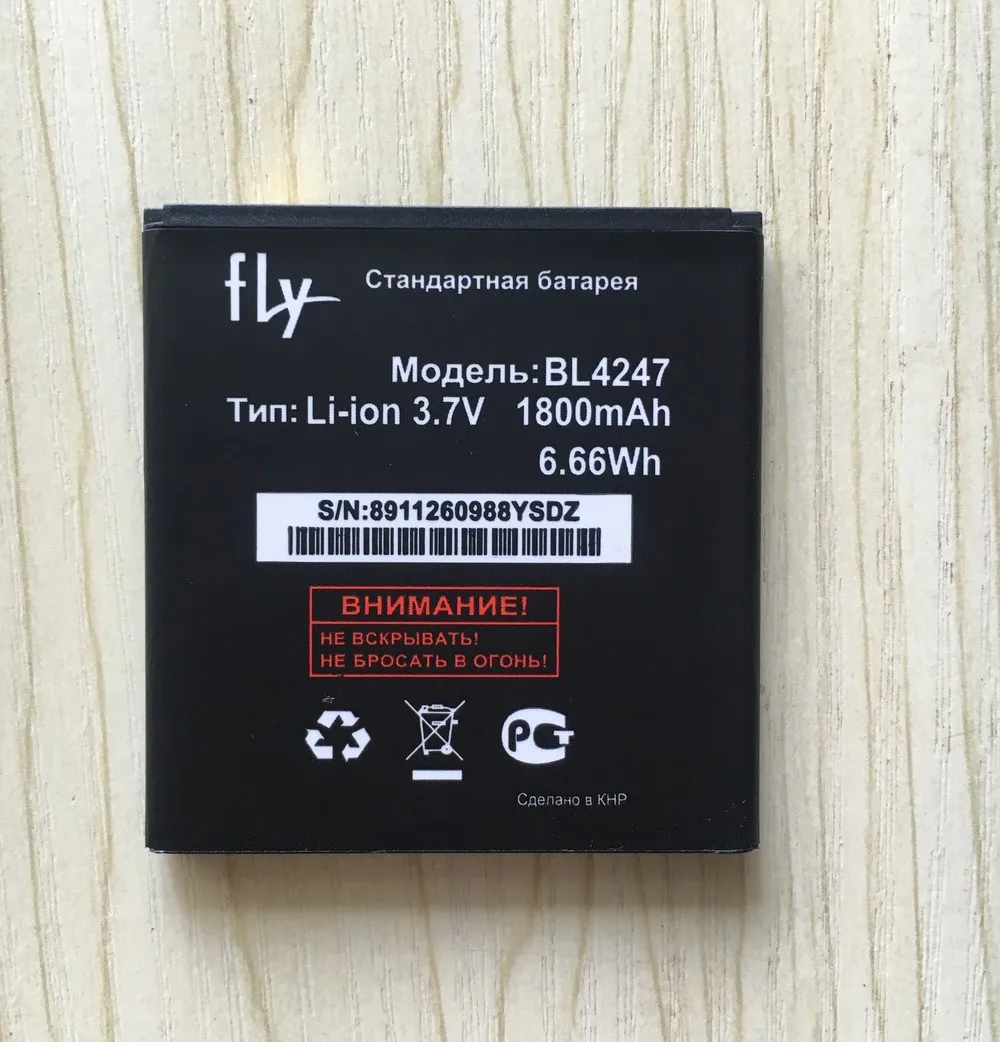 fly Стандартная батарея
Модель:BL4247
Тип: Li-ion 3.7V 1800mAh
6.66Wh
S/N:8911260988YSDZ
ВНИМАНИЕ!
НЕ ВСКРЫВАТЬ!
НЕ БРОСАТЬ В ОГОНЬ!
РСТ
Сделано в КНР